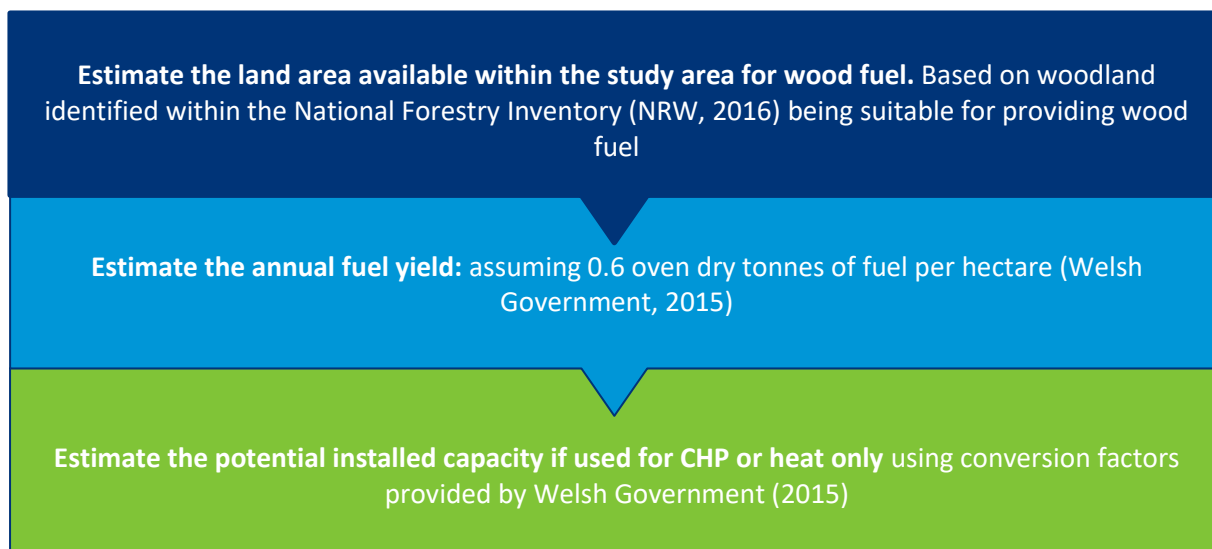 Estimate the land area available within the study area for wood fuel. Based on woodland
identified within the National Forestry Inventory (NRW, 2016) being suitable for providing wood
fuel
Estimate the annual fuel yield: assuming 0.6 oven dry tonnes of fuel per hectare (Welsh
Government, 2015)
Estimate the potential installed capacity if used for CHP or heat only using conversion factors
provided by Welsh Government (2015)